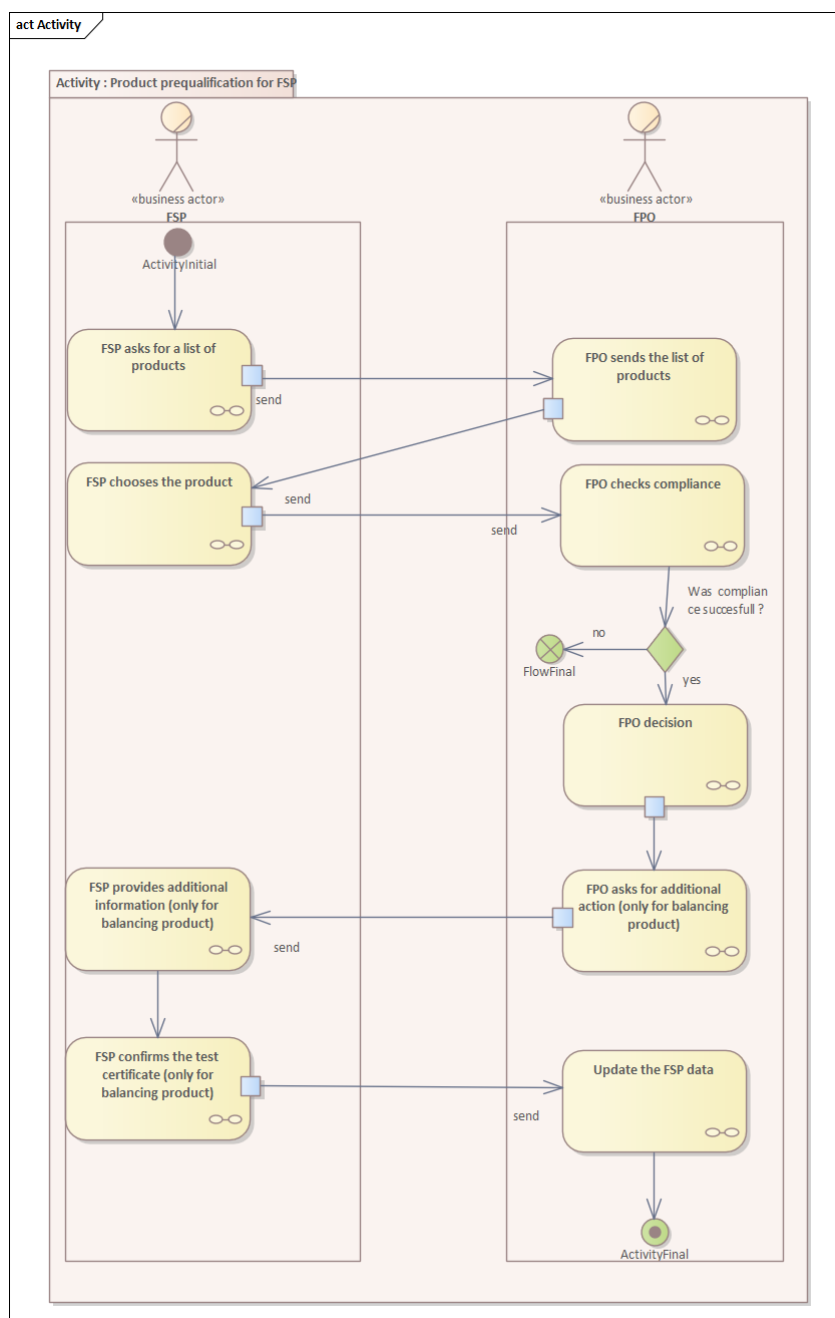 act Activity
Activity : Product prequalification for FSP
«business actor»
FSP
«business actor»
FPO
ActivityInitial
FSP asks for a list of
products
send
FPO sends the list of
products
FSP chooses the product
send
send
FPO checks compliance
Was complian
ce succesfull ?
no
FlowFinal
yes
FPO decision
FSP provides additional
information (only for
balancing product)
send
FPO asks for additional
action (only for balancing
product)
FSP confirms the test
certificate (only for
balancing product)
send
Update the FSP data
ActivityFinal